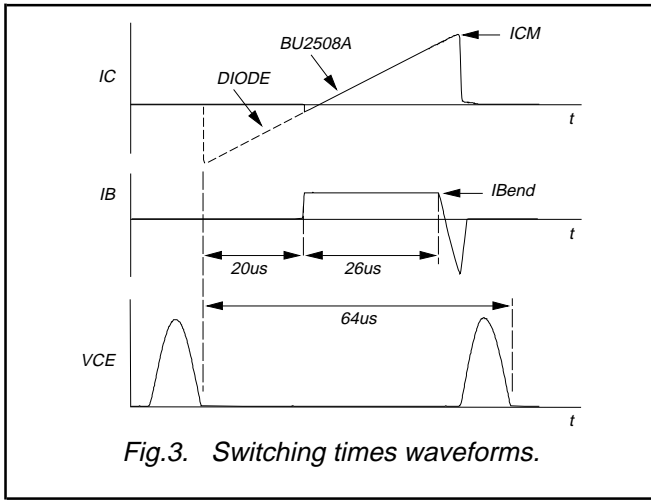 ICM
BU2508A
IC
DIODE
t
IB
IBend
t
20us
26us
64us
VCE
t
Fig.3. Switching times waveforms.